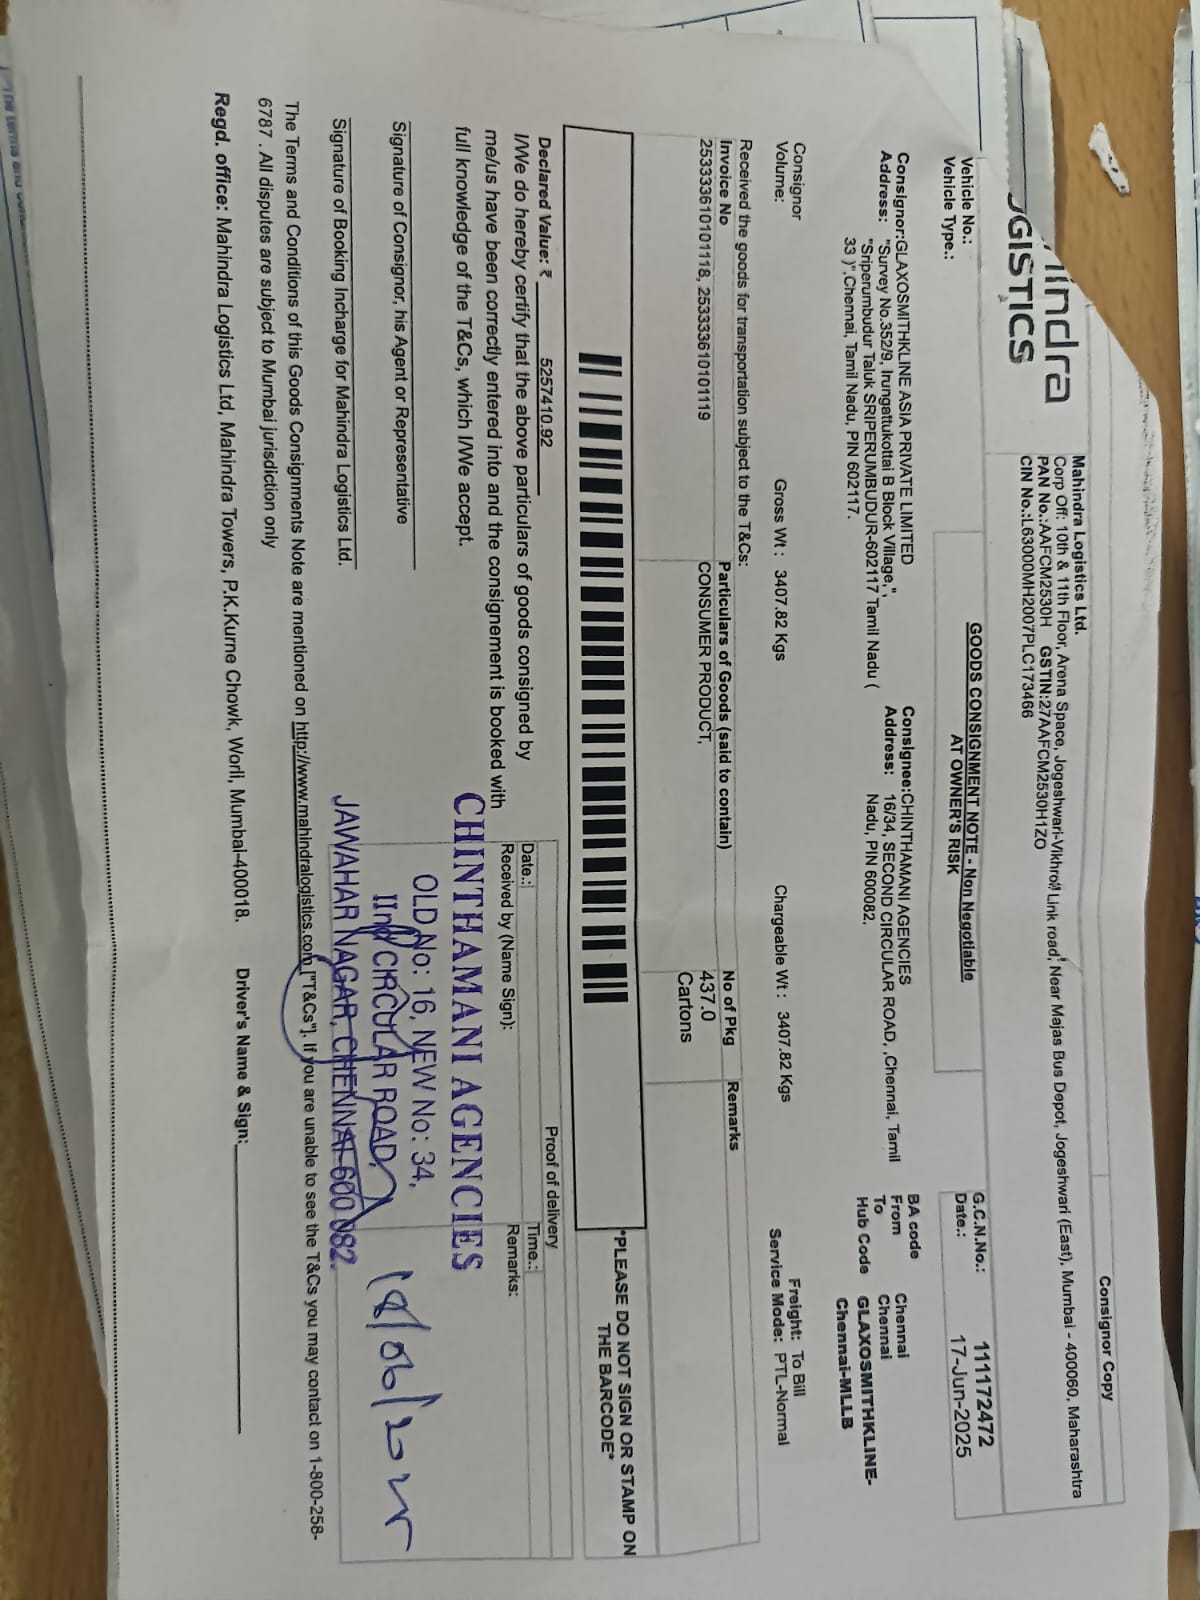 Consignor Copy
Mahindra Logistics Ltd.
Corp Off: 10th & 11th Floor, Arena Space, Jogeshwari-Vikhroli Link road, Near Majas Bus Depot, Jogeshwari (East), Mumbai - 400060, Maharashtra
PAN No.:AAFCM2530H GSTIN:27AAFCM2530H1ZO
CIN No.:L63000MH2007PLC173466
GOODS CONSIGNMENT NOTE - Non Negotiable
AT OWNER'S RISK
G.C.N.No.: 111172472
Date.: 17-Jun-2025
Vehicle No.:
Vehicle Type.:
Consignor:GLAXOSMITHKLINE ASIA PRIVATE LIMITED
Address: "Survey No.352/9, Irungattukottai B Block Village,",
"Sriperumbudur Taluk SRIPERUMBUDUR-602117 Tamil Nadu (
33 )",Chennai, Tamil Nadu, PIN 602117.
Consignee:CHINTHAMANI AGENCIES
Address: 16/34, SECOND CIRCULAR ROAD, ,Chennai, Tamil
Nadu, PIN 600082.
BA code
From Chennai
To Chennai
Hub Code GLAXOSMITHKLINE-
Chennai-MLLB
Consignor
Volume: Gross Wt : 3407.82 Kgs Chargeable Wt : 3407.82 Kgs
Freight: To Bill
Service Mode: PTL-Normal
Received the goods for transportation subject to the T&Cs:
Invoice No Particulars of Goods (said to contain) No of Pkg Remarks
253333610101118, 253333610101119 CONSUMER PRODUCT, 437.0
Cartons
*PLEASE DO NOT SIGN OR STAMP ON
THE BARCODE*
Declared Value: ₹ 5257410.92
I/We do hereby certify that the above particulars of goods consigned by
me/us have been correctly entered into and the consignement is booked with
full knowledge of the T&Cs, which I/We accept.
Proof of delivery
Date.: Time.:
Received by (Name Sign): Remarks:
CHINTHAMANI AGENCIES
OLD No: 16, NEW No: 34,
IInd CIRCULAR ROAD,
JAWAHAR NAGAR, CHENNAI-600 082.
Signature of Consignor, his Agent or Representative
Signature of Booking Incharge for Mahindra Logistics Ltd.
The Terms and Conditions of this Goods Consignments Note are mentioned on http://www.mahindralogistics.com ["T&Cs"]. If you are unable to see the T&Cs you may contact on 1-800-258-
6787 . All disputes are subject to Mumbai jurisdiction only
Regd. office: Mahindra Logistics Ltd, Mahindra Towers, P.K.Kurne Chowk, Worli, Mumbai-400018. Driver's Name & Sign: